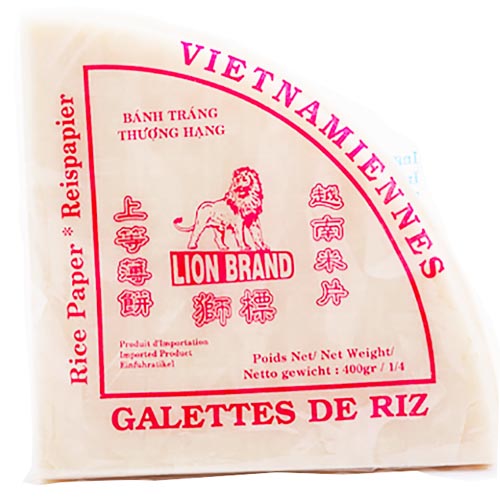 VIETNAMIENNES
Rice Paper * Reispapier
BÁNH TRÁNG
THƯỢNG HẠNG
上等薄餅
越南米片
LION BRAND
獅標
Produit d'Importation
Imported Product
Einfuhratikel
Poids Net/ Net Weight/
Netto gewicht : 400gr / 1/4
GALETTES DE RIZ